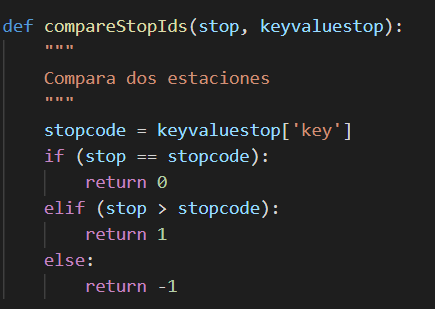 def compareStopIds(stop, keyvaluestop):
    """
    Compara dos estaciones
    """
    stopcode = keyvaluestop['key']
    if (stop == stopcode):
        return 0
    elif (stop > stopcode):
        return 1
    else:
        return -1